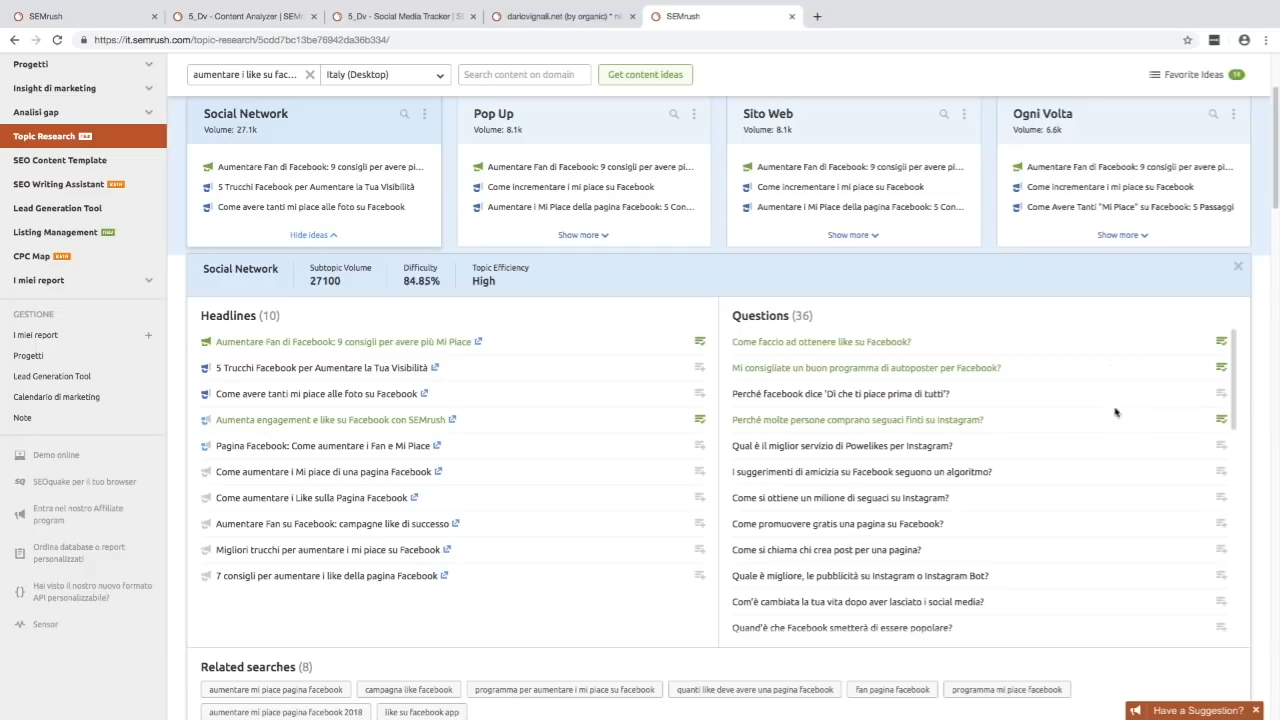 SEMrush
5_Dv - Content Analyzer | SEMr
5_Dv - Social Media Tracker | S
dariovignali.net (by organic) * ni
SEMrush
https://it.semrush.com/topic-research/5cdd7bc13be76942da36b334/
Progetti
Insight di marketing
Analisi gap
Topic Research
SEO Content Template
SEO Writing Assistant BETA
Lead Generation Tool
Listing Management new
CPC Map BETA
I miei report
GESTIONE
I miei report
Progetti
Lead Generation Tool
Calendario di marketing
Note
Demo online
SEOquake per il tuo browser
Entra nel nostro Affiliate
program
Ordina database o report
personalizzati
Hai visto il nostro nuovo formato
API personalizzabile?
Sensor
aumentare i like su fac... Italy (Desktop) Search content on domain Get content ideas Favorite Ideas 14
Social Network
Volume: 27.1k
Aumentare Fan di Facebook: 9 consigli per avere pi...
5 Trucchi Facebook per Aumentare la Tua Visibilità
Come avere tanti mi piace alle foto su Facebook
Hide ideas
Pop Up
Volume: 8.1k
Aumentare Fan di Facebook: 9 consigli per avere pi...
Come incrementare i mi piace su Facebook
Aumentare i Mi Piace della pagina Facebook: 5 Con...
Show more
Sito Web
Volume: 8.1k
Aumentare Fan di Facebook: 9 consigli per avere pi...
Come incrementare i mi piace su Facebook
Aumentare i Mi Piace della pagina Facebook: 5 Con...
Show more
Ogni Volta
Volume: 6.6k
Aumentare Fan di Facebook: 9 consigli per avere pi...
Come incrementare i mi piace su Facebook
Come Avere Tanti "Mi Piace" su Facebook: 5 Passaggi
Show more
Social Network
Subtopic Volume
27100
Difficulty
84.85%
Topic Efficiency
High
Headlines (10)
Aumentare Fan di Facebook: 9 consigli per avere più Mi Piace
5 Trucchi Facebook per Aumentare la Tua Visibilità
Come avere tanti mi piace alle foto su Facebook
Aumenta engagement e like su Facebook con SEMrush
Pagina Facebook: Come aumentare i Fan e Mi Piace
Come aumentare i Mi piace di una pagina Facebook
Come aumentare i Like sulla Pagina Facebook
Aumentare Fan su Facebook: campagne like di successo
Migliori trucchi per aumentare i mi piace su Facebook
7 consigli per aumentare i like della pagina Facebook
Questions (36)
Come faccio ad ottenere like su Facebook?
Mi consigliate un buon programma di autoposter per Facebook?
Perché facebook dice 'Dì che ti piace prima di tutti'?
Perché molte persone comprano seguaci finti su Instagram?
Qual è il miglior servizio di Powelikes per Instagram?
I suggerimenti di amicizia su Facebook seguono un algoritmo?
Come si ottiene un milione di seguaci su Instagram?
Come promuovere gratis una pagina su Facebook?
Come si chiama chi crea post per una pagina?
Quale è migliore, le pubblicità su Instagram o Instagram Bot?
Com'è cambiata la tua vita dopo aver lasciato i social media?
Quand'è che Facebook smetterà di essere popolare?
Related searches (8)
aumentare mi piace pagina facebook
campagna like facebook
programma per aumentare i mi piace su facebook
quanti like deve avere una pagina facebook
fan pagina facebook
programma mi piace facebook
aumentare mi piace pagina facebook 2018
like su facebook app
Have a Suggestion?